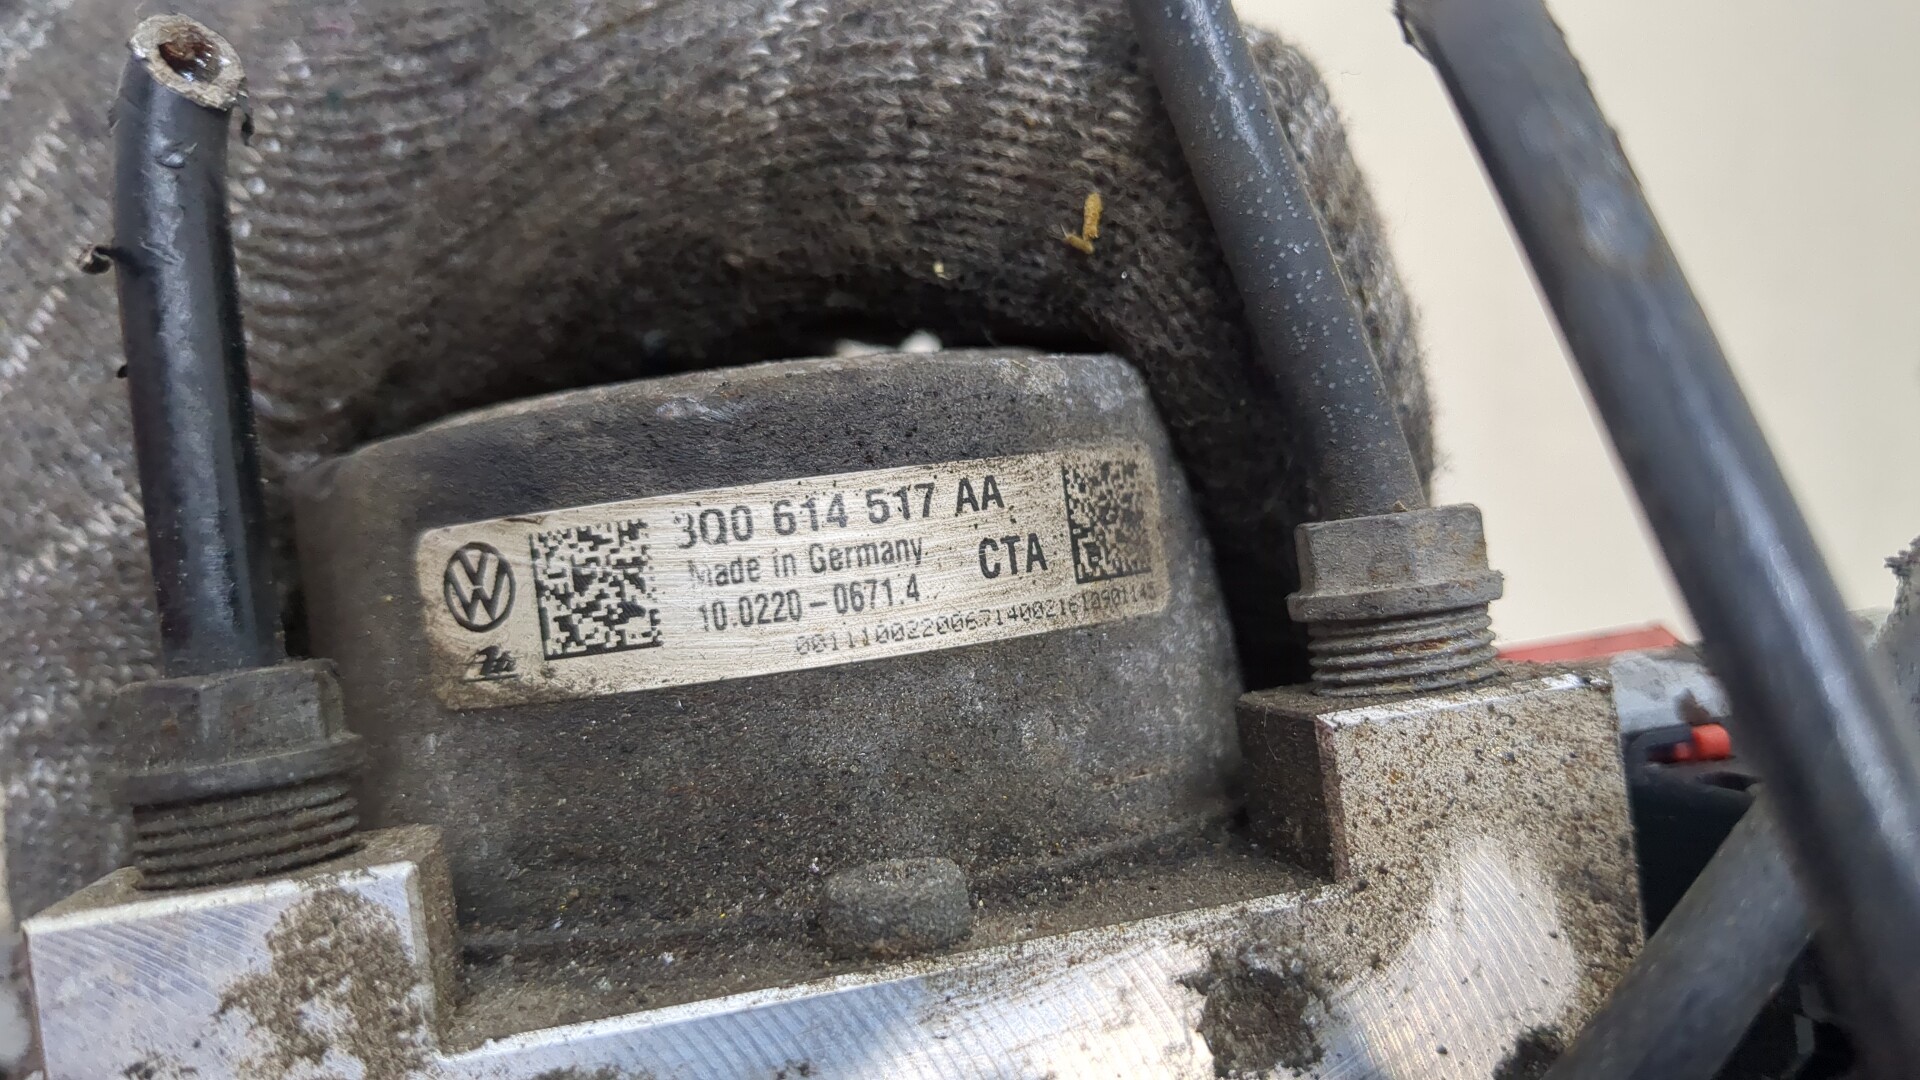 3Q0 614 517 AA
Made in Germany
CTA
10.0220-0671.4